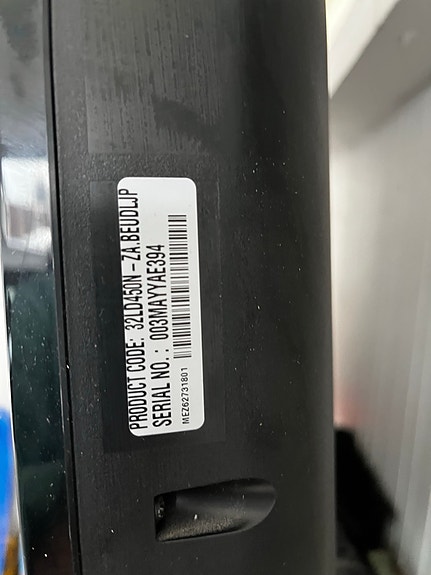 PRODUCT CODE: 32LD450N - ZA.BEUDLJP
SERIAL NO. : 003MAYYAE394
MEZ62731801